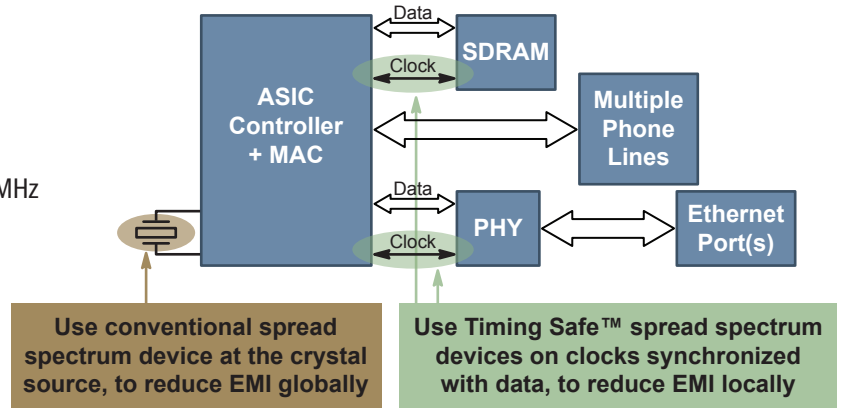 Data
SDRAM
Clock
ASIC
Controller
+ MAC
Multiple
Phone
Lines
MHz
Data
PHY
Ethernet
Port(s)
Clock
Use conventional spread
spectrum device at the crystal
source, to reduce EMI globally
Use Timing Safe™ spread spectrum
devices on clocks synchronized
with data, to reduce EMI locally